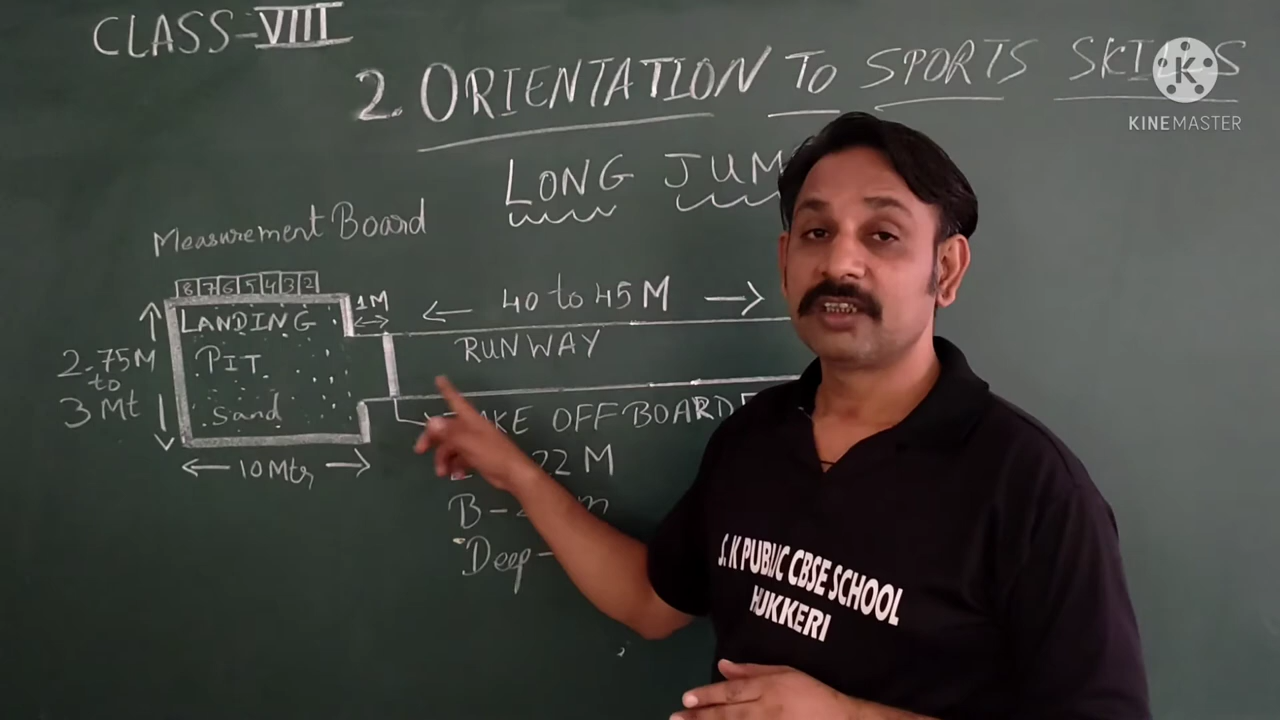 CLASS-VIII
2. ORIENTATION TO SPORTS SKILLS
KINEMASTER
LONG JUM
Measurement Board
8 7 6 5 4 3 2
1M
40 to 45 M
LANDING
PIT
Sand
RUNWAY
2.75M
to
3 Mt
10 Mtr
OFF BOARD
22 M
B-
Deep-
S.K PUBLIC CBSE SCHOOL
HUKKERI